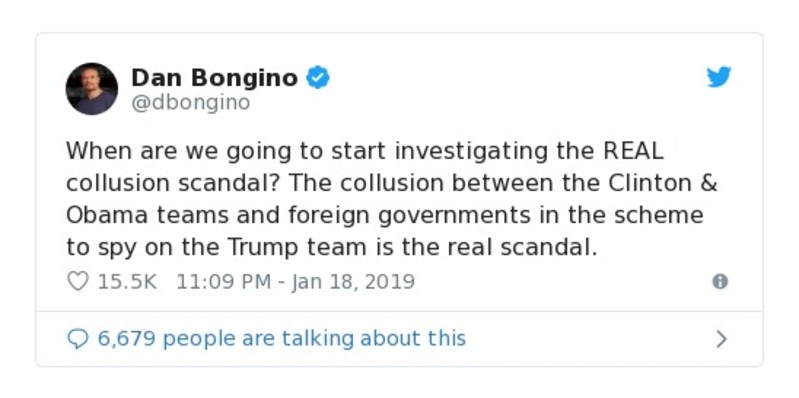 Dan Bongino
@dbongino
When are we going to start investigating the REAL
collusion scandal? The collusion between the Clinton &
Obama teams and foreign governments in the scheme
to spy on the Trump team is the real scandal.
15.5K 11:09 PM - Jan 18, 2019
6,679 people are talking about this